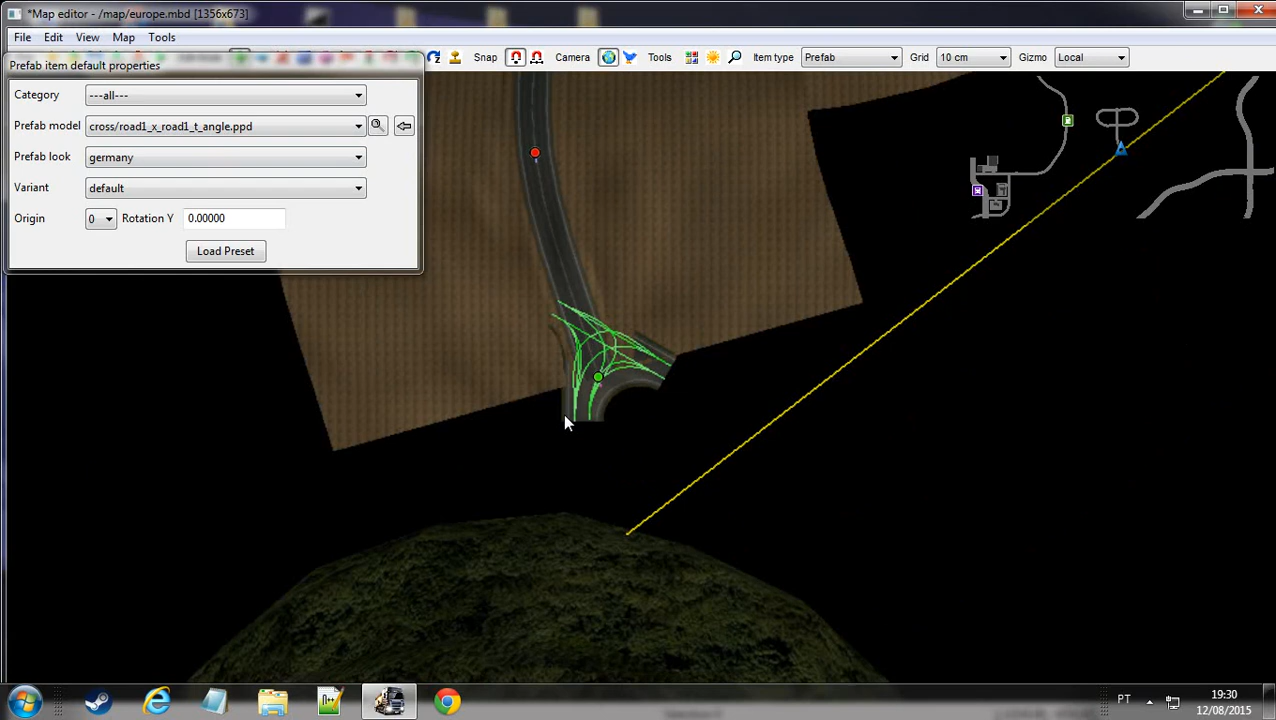 *Map editor - /map/europe.mbd [1356x673]
File Edit View Map Tools
Snap Camera Tools Item type Prefab Grid 10 cm Gizmo Local
Prefab item default properties
Category ---all---
Prefab model cross/road1_x_road1_t_angle.ppd
Prefab look germany
Variant default
Origin 0 Rotation Y 0.00000
Load Preset
PT 19:30
12/08/2015